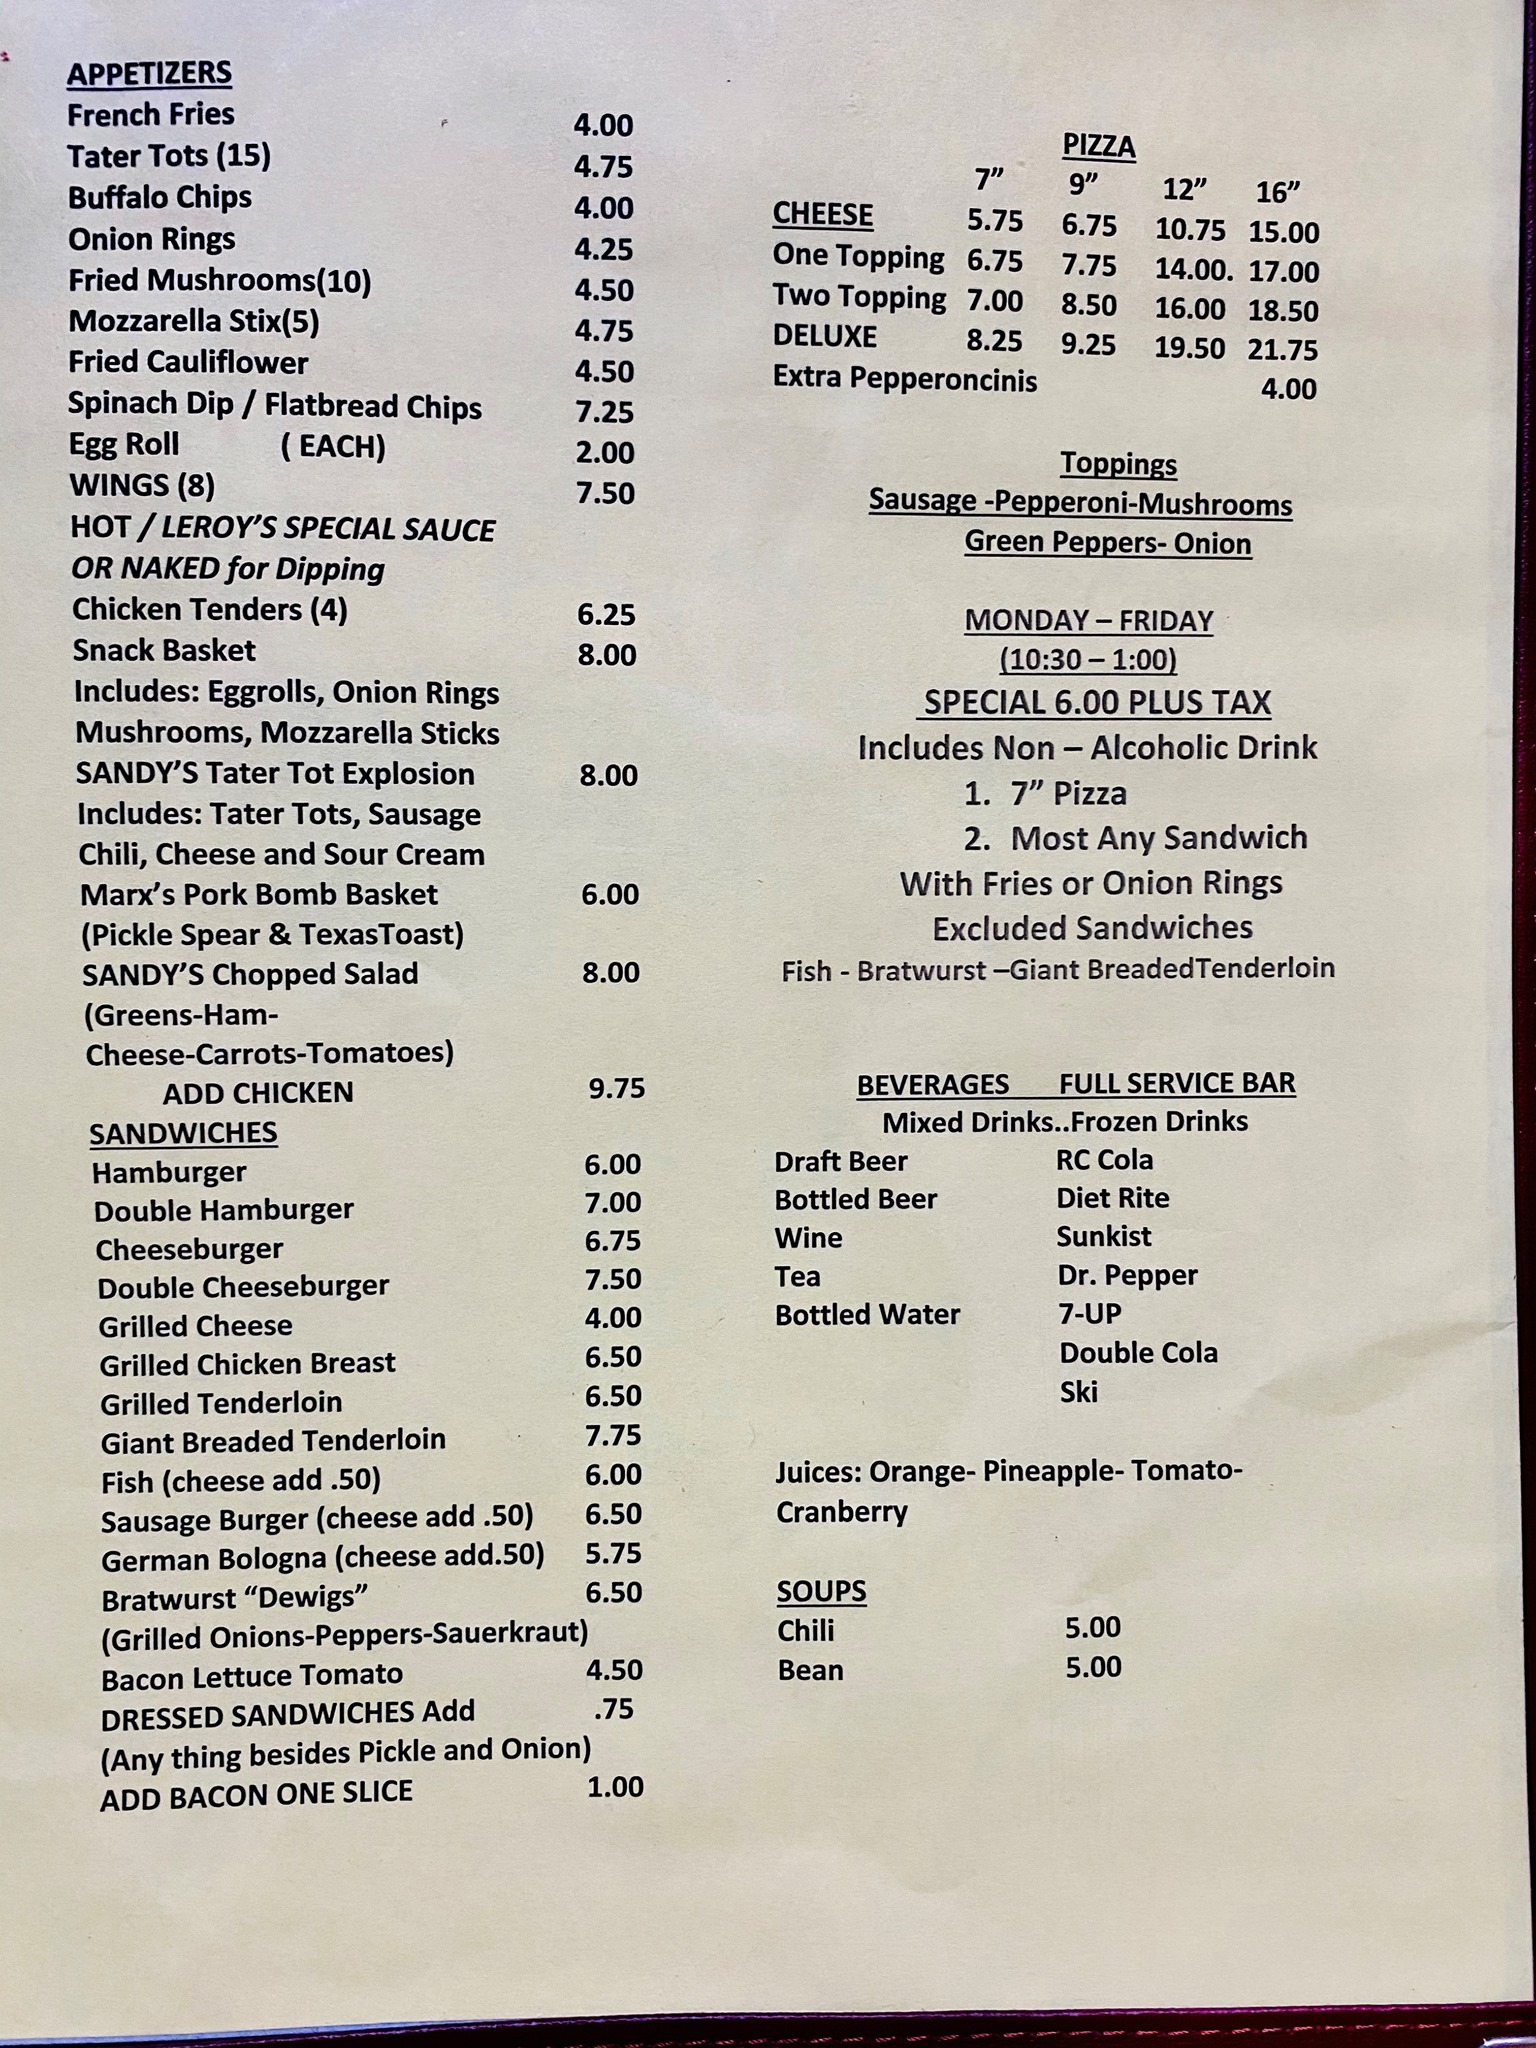 APPETIZERS
French Fries 4.00
Tater Tots (15) 4.75
Buffalo Chips 4.00
Onion Rings 4.25
Fried Mushrooms(10) 4.50
Mozzarella Stix(5) 4.75
Fried Cauliflower 4.50
Spinach Dip / Flatbread Chips 7.25
Egg Roll ( EACH) 2.00
WINGS (8) 7.50
HOT / LEROY’S SPECIAL SAUCE
OR NAKED for Dipping
Chicken Tenders (4) 6.25
Snack Basket 8.00
Includes: Eggrolls, Onion Rings
Mushrooms, Mozzarella Sticks
SANDY’S Tater Tot Explosion 8.00
Includes: Tater Tots, Sausage
Chili, Cheese and Sour Cream
Marx’s Pork Bomb Basket 6.00
(Pickle Spear & TexasToast)
SANDY’S Chopped Salad 8.00
(Greens-Ham-
Cheese-Carrots-Tomatoes)
ADD CHICKEN 9.75
SANDWICHES
Hamburger 6.00
Double Hamburger 7.00
Cheeseburger 6.75
Double Cheeseburger 7.50
Grilled Cheese 4.00
Grilled Chicken Breast 6.50
Grilled Tenderloin 6.50
Giant Breaded Tenderloin 7.75
Fish (cheese add .50) 6.00
Sausage Burger (cheese add .50) 6.50
German Bologna (cheese add.50) 5.75
Bratwurst “Dewigs” 6.50
(Grilled Onions-Peppers-Sauerkraut)
Bacon Lettuce Tomato 4.50
DRESSED SANDWICHES Add .75
(Any thing besides Pickle and Onion)
ADD BACON ONE SLICE 1.00
PIZZA
7” 9” 12” 16”
CHEESE 5.75 6.75 10.75 15.00
One Topping 6.75 7.75 14.00. 17.00
Two Topping 7.00 8.50 16.00 18.50
DELUXE 8.25 9.25 19.50 21.75
Extra Pepperoncinis 4.00
Toppings
Sausage -Pepperoni-Mushrooms
Green Peppers- Onion
MONDAY – FRIDAY
(10:30 – 1:00)
SPECIAL 6.00 PLUS TAX
Includes Non – Alcoholic Drink
1. 7” Pizza
2. Most Any Sandwich
With Fries or Onion Rings
Excluded Sandwiches
Fish - Bratwurst –Giant BreadedTenderloin
BEVERAGES FULL SERVICE BAR
Mixed Drinks..Frozen Drinks
Draft Beer RC Cola
Bottled Beer Diet Rite
Wine Sunkist
Tea Dr. Pepper
Bottled Water 7-UP
Double Cola
Ski
Juices: Orange- Pineapple- Tomato-
Cranberry
SOUPS
Chili 5.00
Bean 5.00